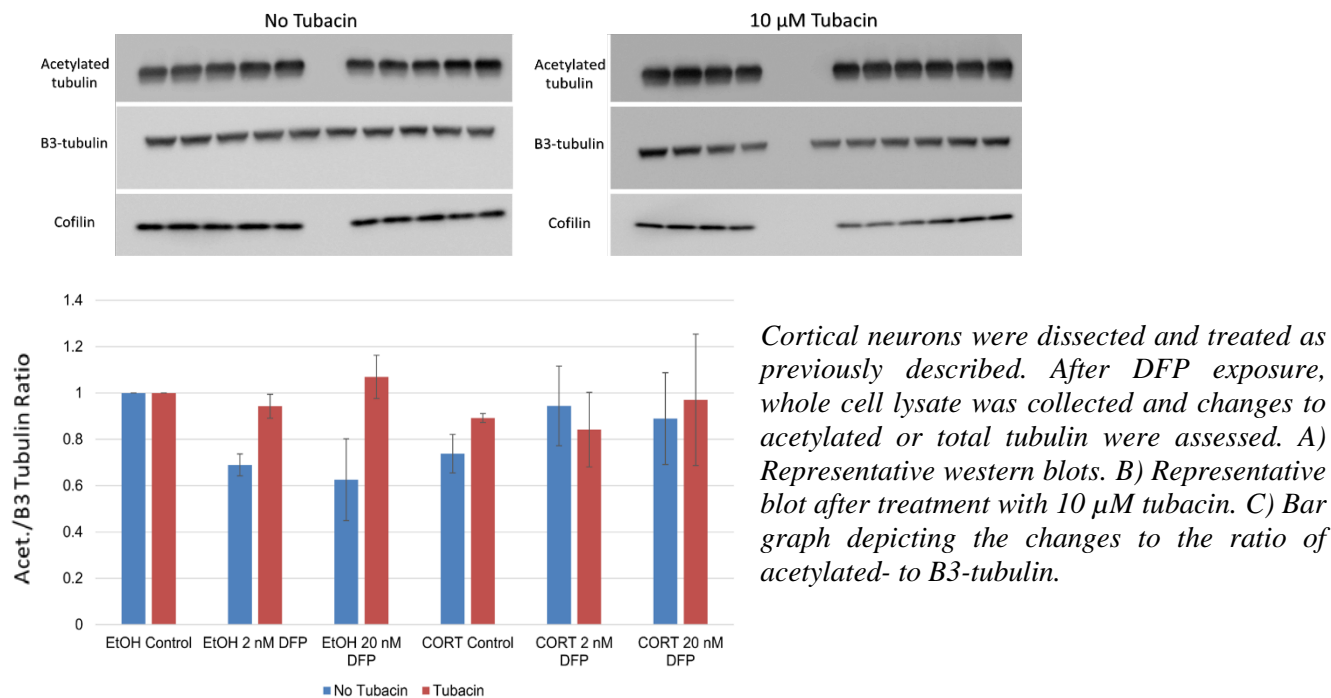 No Tubacin
Acetylated
tubulin
B3-tubulin
Cofilin
10 µM Tubacin
Acetylated
tubulin
B3-tubulin
Cofilin
Acet./B3 Tubulin Ratio
1.4
1.2
1
0.8
0.6
0.4
0.2
0
EtOH Control
EtOH 2 nM DFP
EtOH 20 nM
DFP
CORT Control
CORT 2 nM
DFP
CORT 20 nM
DFP
No Tubacin
Tubacin
Cortical neurons were dissected and treated as
previously described. After DFP exposure,
whole cell lysate was collected and changes to
acetylated or total tubulin were assessed. A)
Representative western blots. B) Representative
blot after treatment with 10 µM tubacin. C) Bar
graph depicting the changes to the ratio of
acetylated- to B3-tubulin.